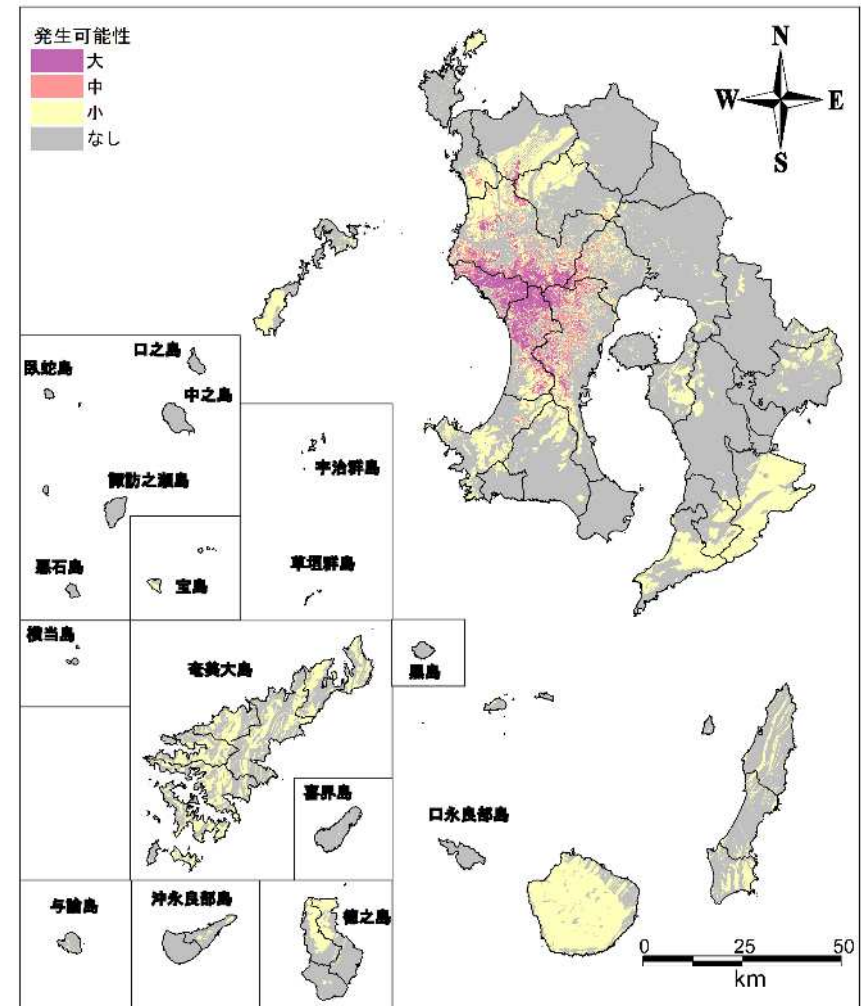 発生可能性
大
中
小
なし
N
W E
S
口之島
臥蛇島
中之島
諏訪之瀬島
悪石島
宝島
宇治群島
草垣群島
横当島
奄美大島
黒島
喜界島
口永良部島
与論島
沖永良部島
徳之島
0 25 50
km